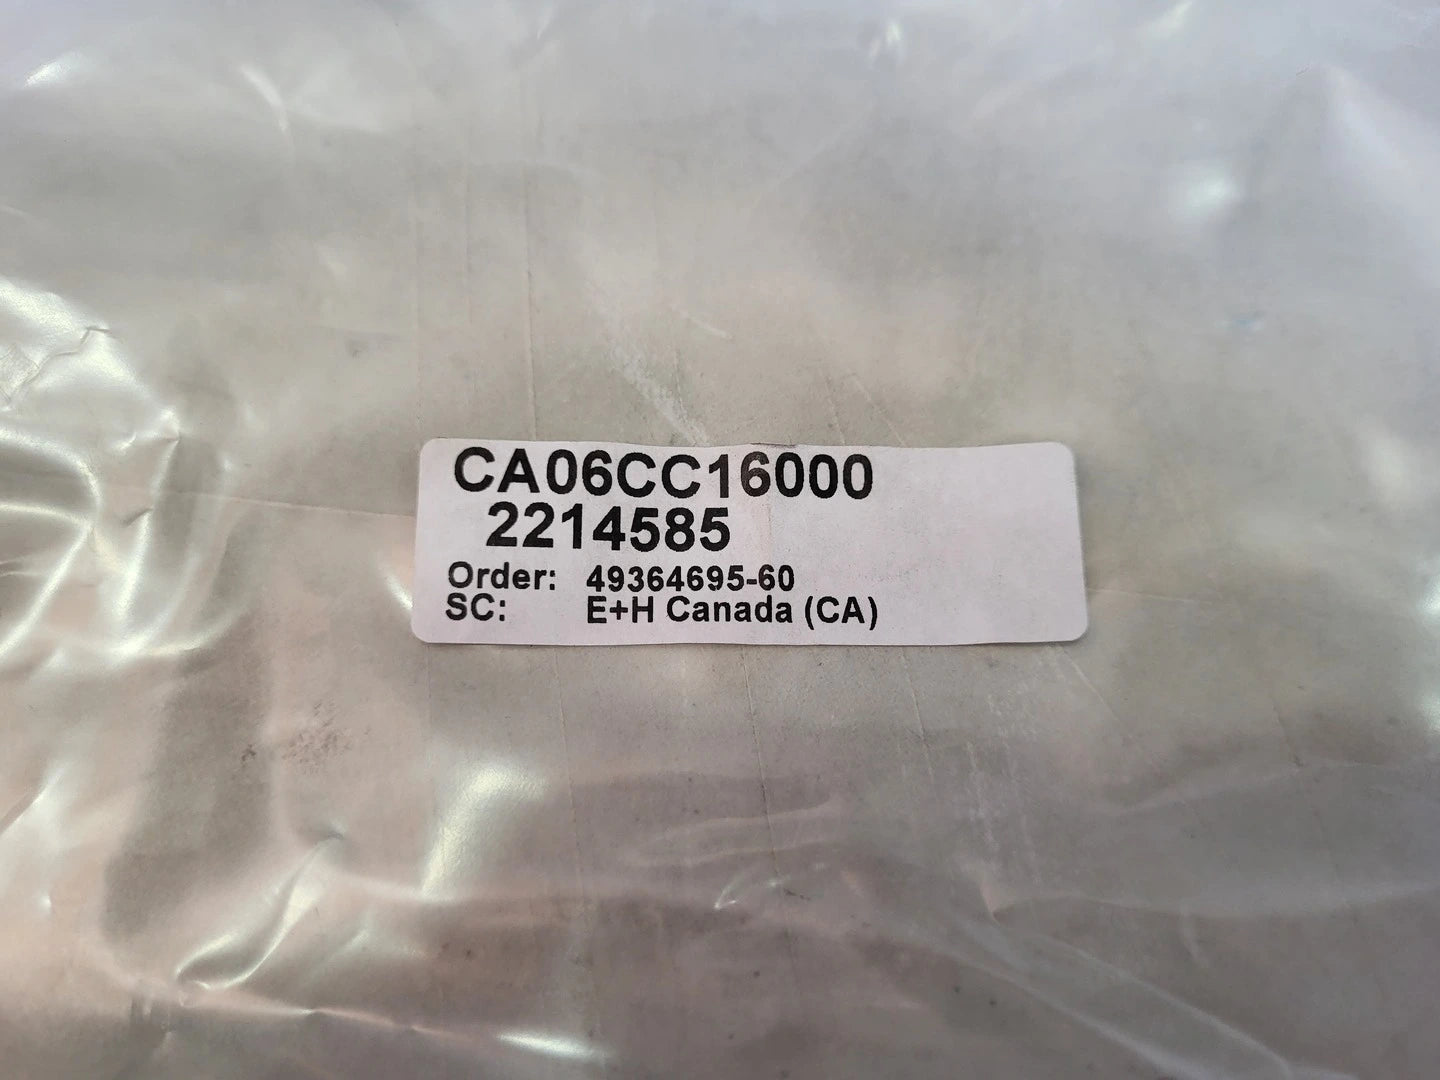 CA06CC16000
2214585
Order: 49364695-60
SC: E+H Canada (CA)